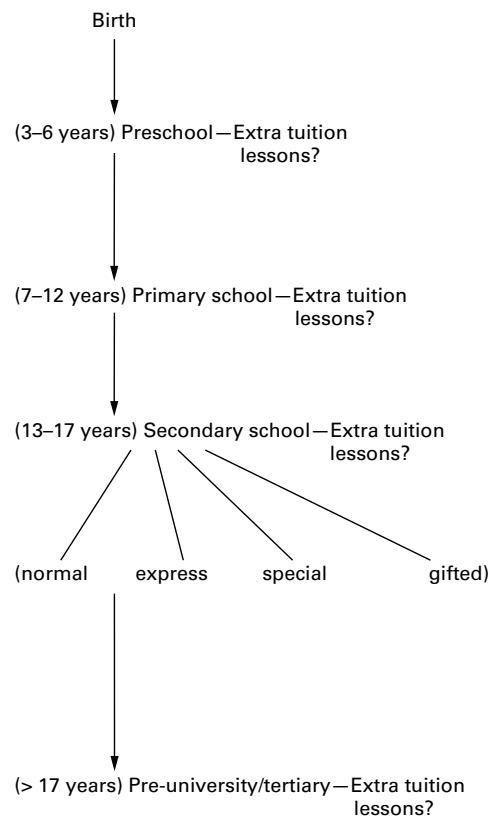 Birth
(3–6 years) Preschool—Extra tuition
lessons?
(7–12 years) Primary school—Extra tuition
lessons?
(13–17 years) Secondary school—Extra tuition
lessons?
(normal express special gifted)
(> 17 years) Pre-university/tertiary—Extra tuition
lessons?